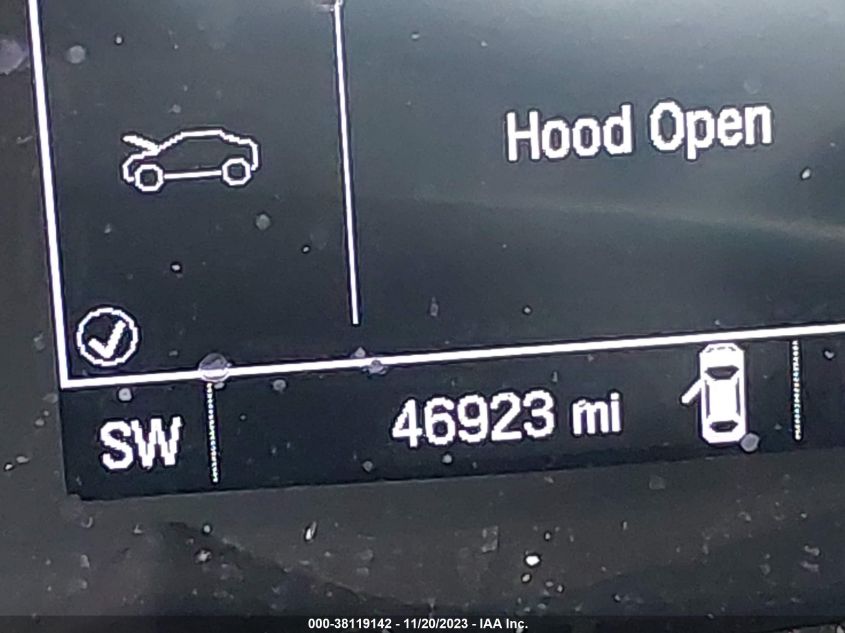 Hood Open
SW
46923 mi
000-38119142 - 11/20/2023 - IAA Inc.